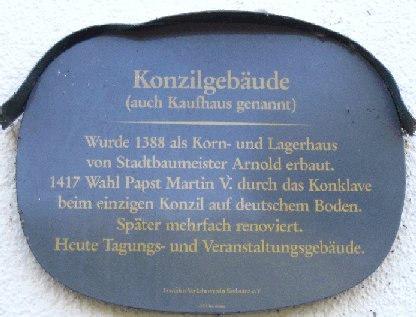 Konzilgebäude
(auch Kaufhaus genannt)
Wurde 1388 als Korn- und Lagerhaus
von Stadtbaumeister Arnold erbaut.
1417 Wahl Papst Martin V. durch das Konklave
beim einzigen Konzil auf deutschem Boden.
Später mehrfach renoviert.
Heute Tagungs- und Veranstaltungsgebäude.